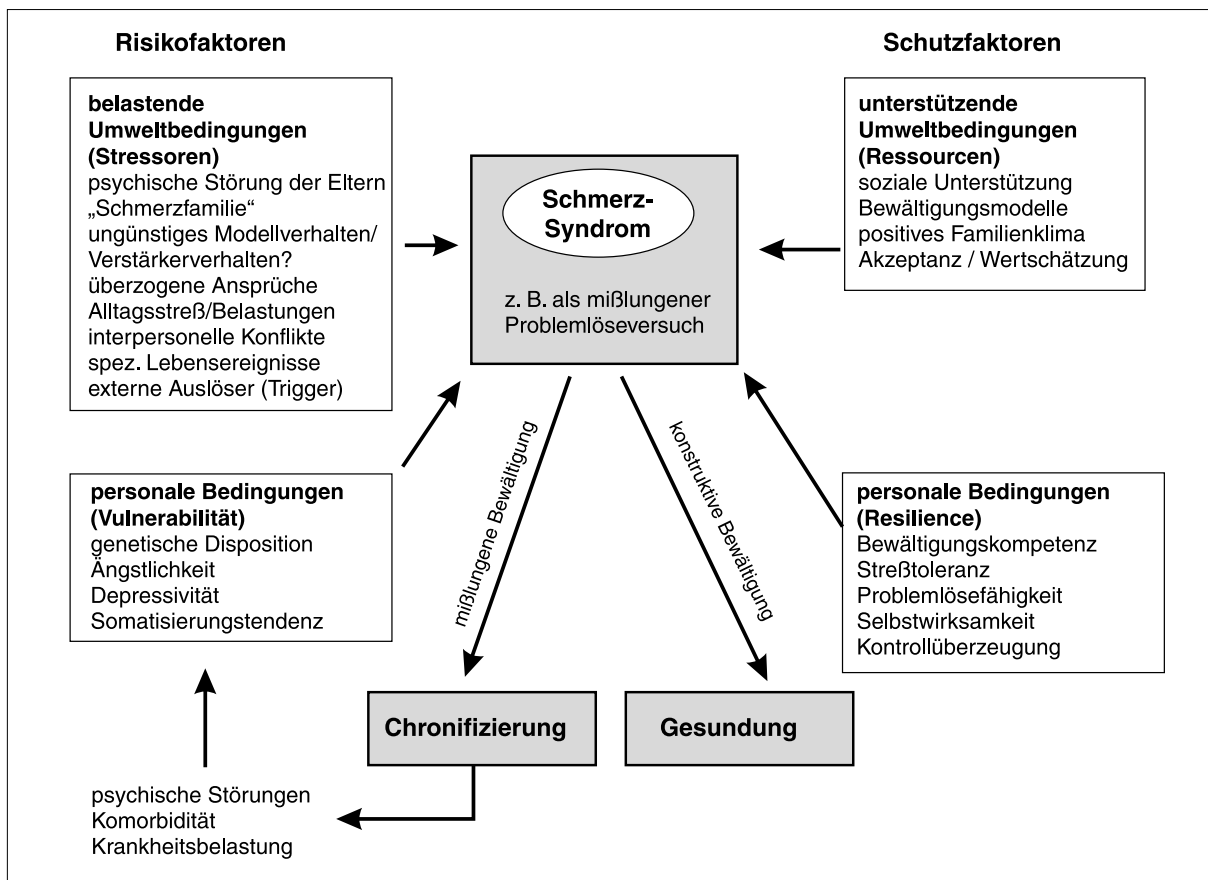 Risikofaktoren
belastende
Umweltbedingungen
(Stressoren)
psychische Störung der Eltern
„Schmerzfamilie“
ungünstiges Modellverhalten/
Verstärkerverhalten?
überzogene Ansprüche
Alltagsstreß/Belastungen
interpersonelle Konflikte
spez. Lebensereignisse
externe Auslöser (Trigger)
personale Bedingungen
(Vulnerabilität)
genetische Disposition
Ängstlichkeit
Depressivität
Somatisierungstendenz
psychische Störungen
Komorbidität
Krankheitsbelastung
Schmerz-
Syndrom
z. B. als mißlungener
Problemlöseversuch
mißlungene Bewältigung
konstruktive Bewältigung
Chronifizierung
Gesundung
Schutzfaktoren
unterstützende
Umweltbedingungen
(Ressourcen)
soziale Unterstützung
Bewältigungsmodelle
positives Familienklima
Akzeptanz / Wertschätzung
personale Bedingungen
(Resilience)
Bewältigungskompetenz
Streßtoleranz
Problemlösefähigkeit
Selbstwirksamkeit
Kontrollüberzeugung